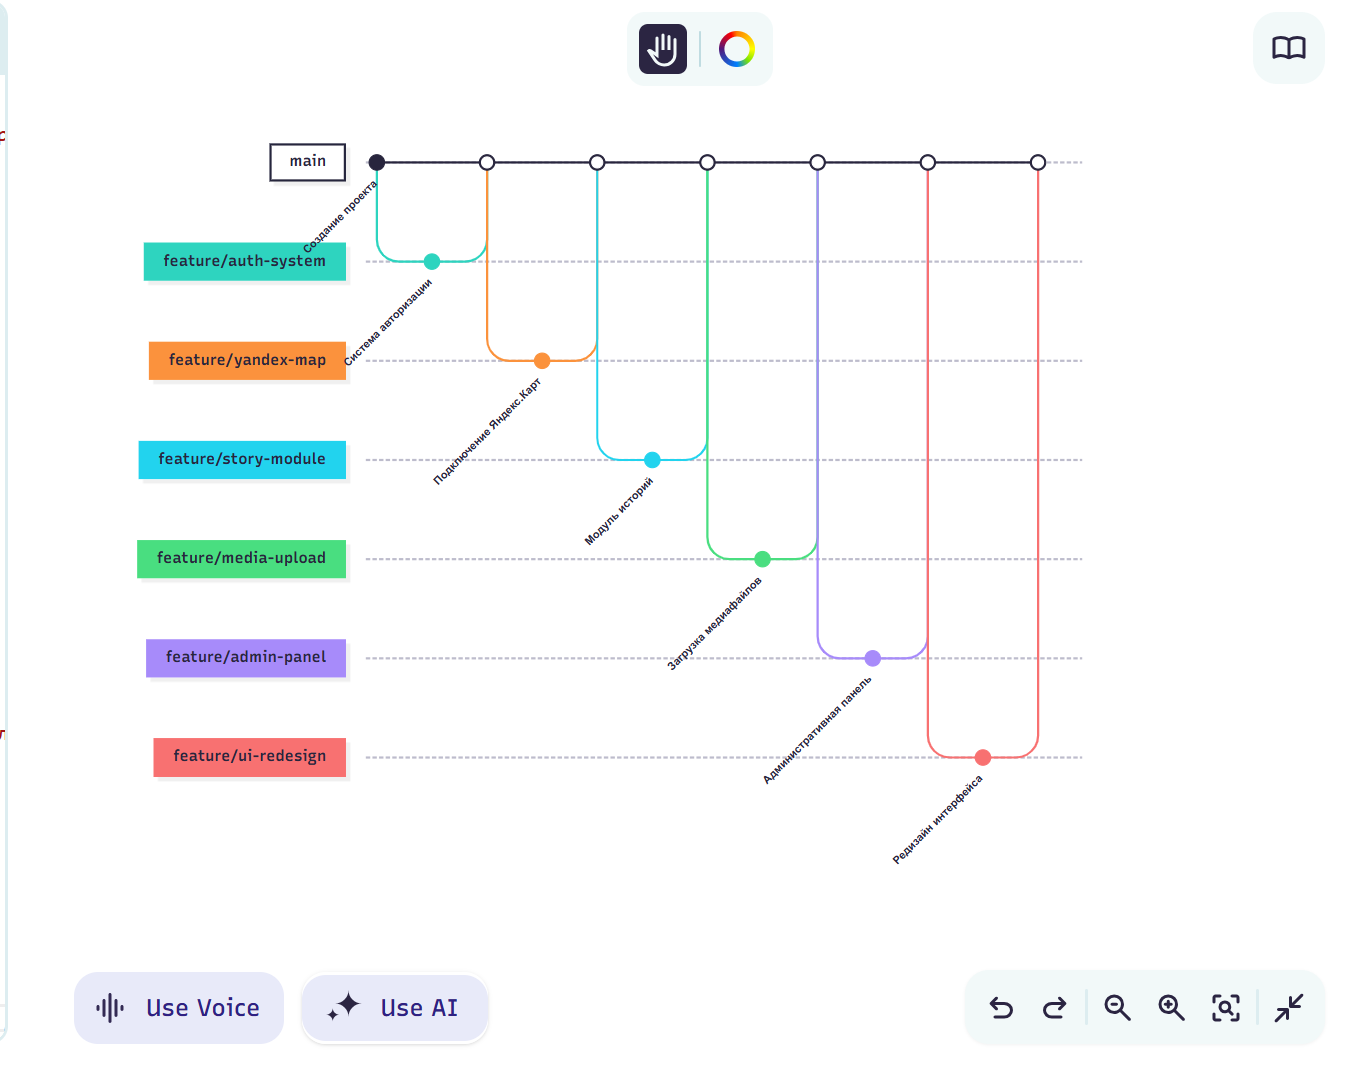 main
Создание проекта
feature/auth-system
Система авторизации
feature/yandex-map
Подключение Яндекс.Карт
feature/story-module
Модуль историй
feature/media-upload
Загрузка медиафайлов
feature/admin-panel
Административная панель
feature/ui-redesign
Редизайн интерфейса
Use Voice
Use AI